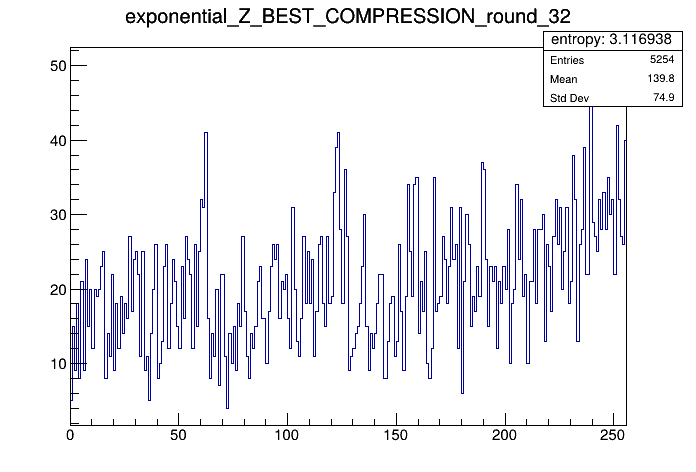 exponential_Z_BEST_COMPRESSION_round_32
entropy: 3.116938
Entries 5254
Mean 139.8
Std Dev 74.9
50
40
30
20
10
0 50 100 150 200 250